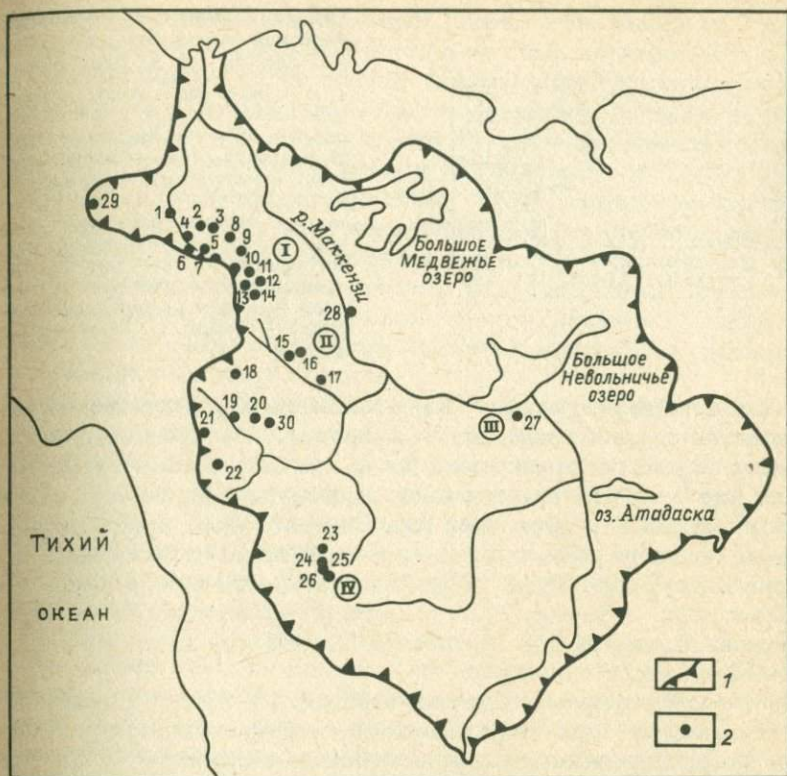 29
1
2
3
8
4
9
6
7
5
10
I
11
12
13
14
р. Маккензи
Большое
Медвежье
озеро
28
II
15
16
17
18
Большое
Невольничье
озеро
19
20
30
21
22
III
27
оз. Атадаска
Тихий
океан
23
24
25
26
IV
1
2